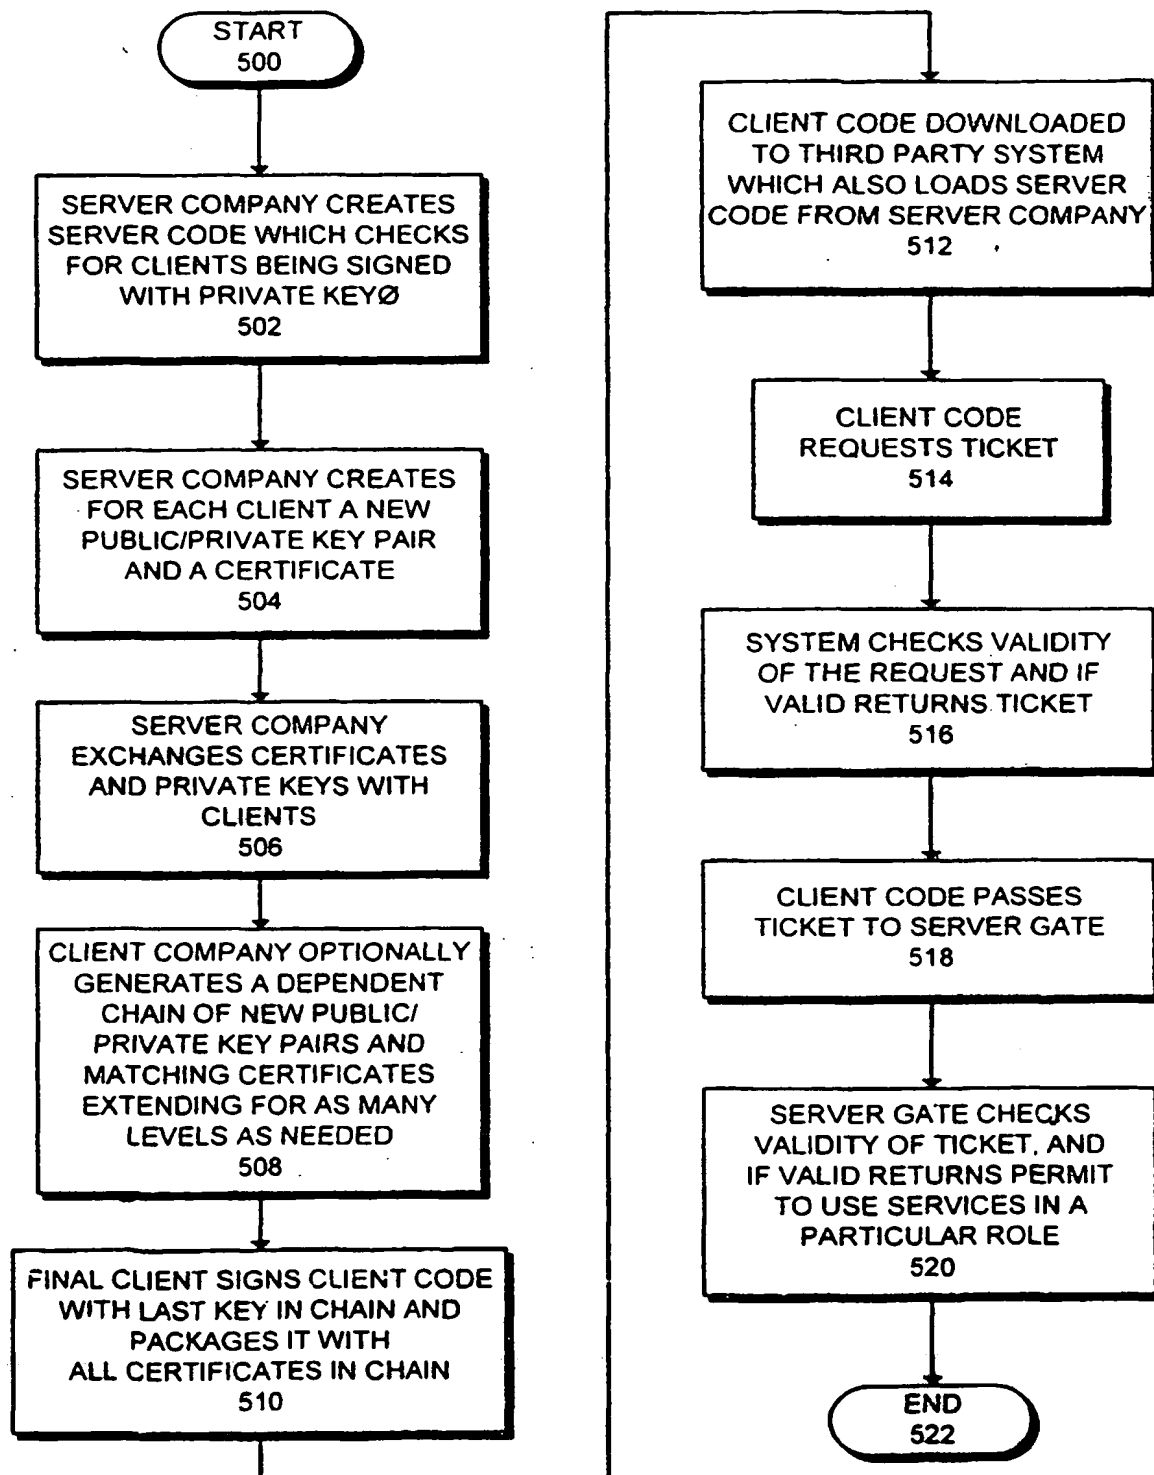 START
500
SERVER COMPANY CREATES
SERVER CODE WHICH CHECKS
FOR CLIENTS BEING SIGNED
WITH PRIVATE KEYØ
502
SERVER COMPANY CREATES
FOR EACH CLIENT A NEW
PUBLIC/PRIVATE KEY PAIR
AND A CERTIFICATE
504
SERVER COMPANY
EXCHANGES CERTIFICATES
AND PRIVATE KEYS WITH
CLIENTS
506
CLIENT COMPANY OPTIONALLY
GENERATES A DEPENDENT
CHAIN OF NEW PUBLIC/
PRIVATE KEY PAIRS AND
MATCHING CERTIFICATES
EXTENDING FOR AS MANY
LEVELS AS NEEDED
508
FINAL CLIENT SIGNS CLIENT CODE
WITH LAST KEY IN CHAIN AND
PACKAGES IT WITH
ALL CERTIFICATES IN CHAIN
510
CLIENT CODE DOWNLOADED
TO THIRD PARTY SYSTEM
WHICH ALSO LOADS SERVER
CODE FROM SERVER COMPANY
512
CLIENT CODE
REQUESTS TICKET
514
SYSTEM CHECKS VALIDITY
OF THE REQUEST AND IF
VALID RETURNS TICKET
516
CLIENT CODE PASSES
TICKET TO SERVER GATE
518
SERVER GATE CHECKS
VALIDITY OF TICKET, AND
IF VALID RETURNS PERMIT
TO USE SERVICES IN A
PARTICULAR ROLE
520
END
522